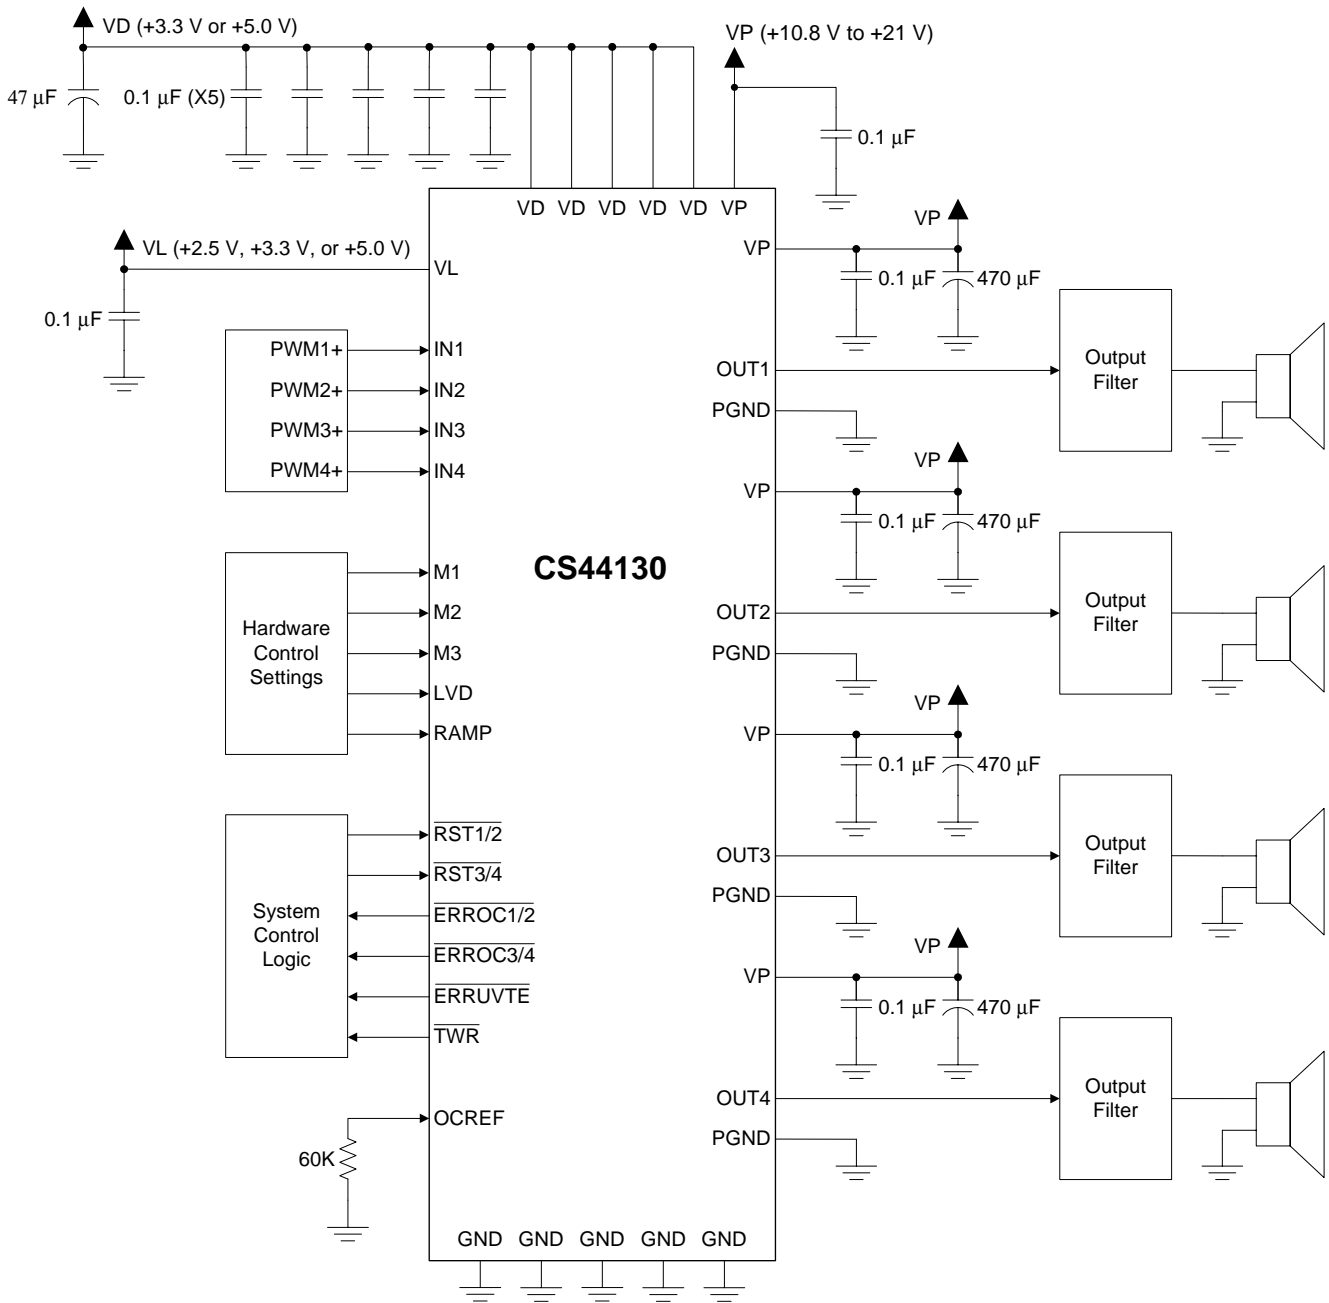 VD (+3.3 V or +5.0 V)
VP (+10.8 V to +21 V)
47 µF
0.1 µF (X5)
0.1 µF
VD VD VD VD VD VP
VL (+2.5 V, +3.3 V, or +5.0 V)
VL
0.1 µF
PWM1+
PWM2+
PWM3+
PWM4+
IN1
IN2
IN3
IN4
Hardware
Control
Settings
M1
M2
M3
LVD
RAMP
System
Control
Logic
RST1/2
RST3/4
ERROC1/2
ERROC3/4
ERRUVTE
TWR
OCREF
60K
CS44130
GND GND GND GND GND
VP
VP
0.1 µF
470 µF
OUT1
PGND
Output
Filter
VP
VP
0.1 µF
470 µF
OUT2
PGND
Output
Filter
VP
VP
0.1 µF
470 µF
OUT3
PGND
Output
Filter
VP
VP
0.1 µF
470 µF
OUT4
PGND
Output
Filter